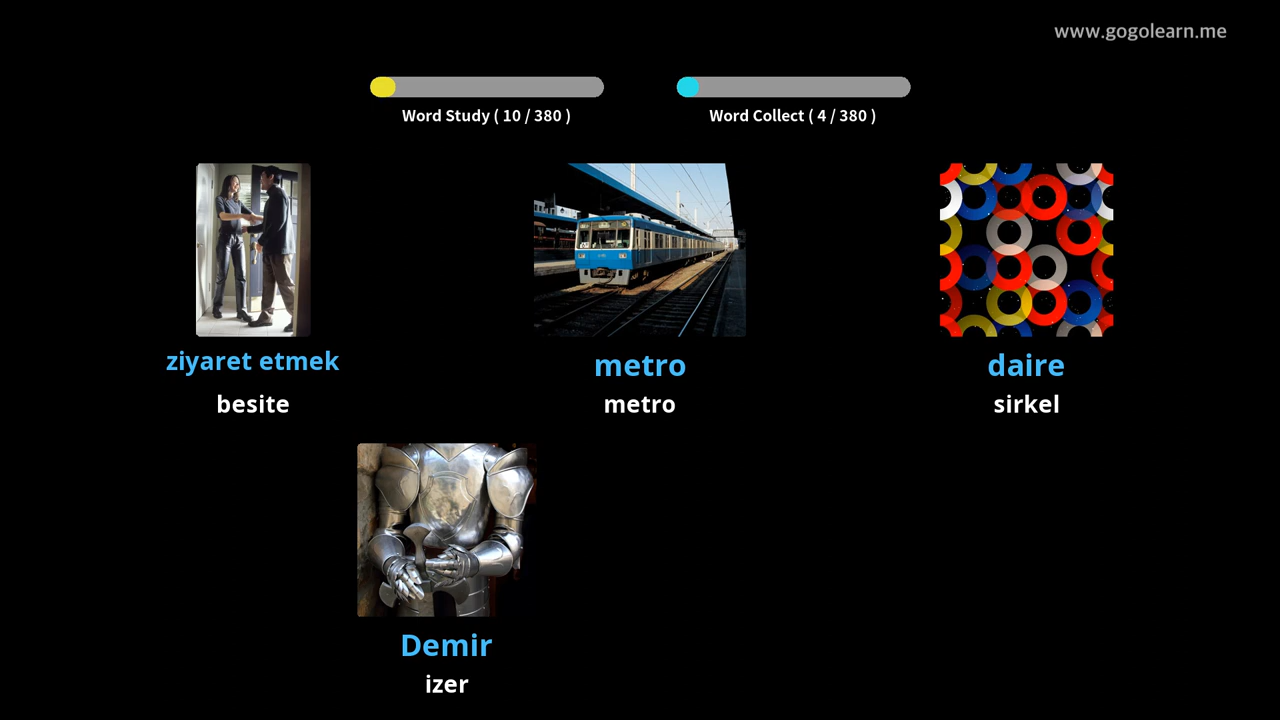 www.gogolearn.me
Word Study ( 10 / 380 )
Word Collect ( 4 / 380 )
ziyaret etmek
besite
metro
metro
daire
sirkel
Demir
izer